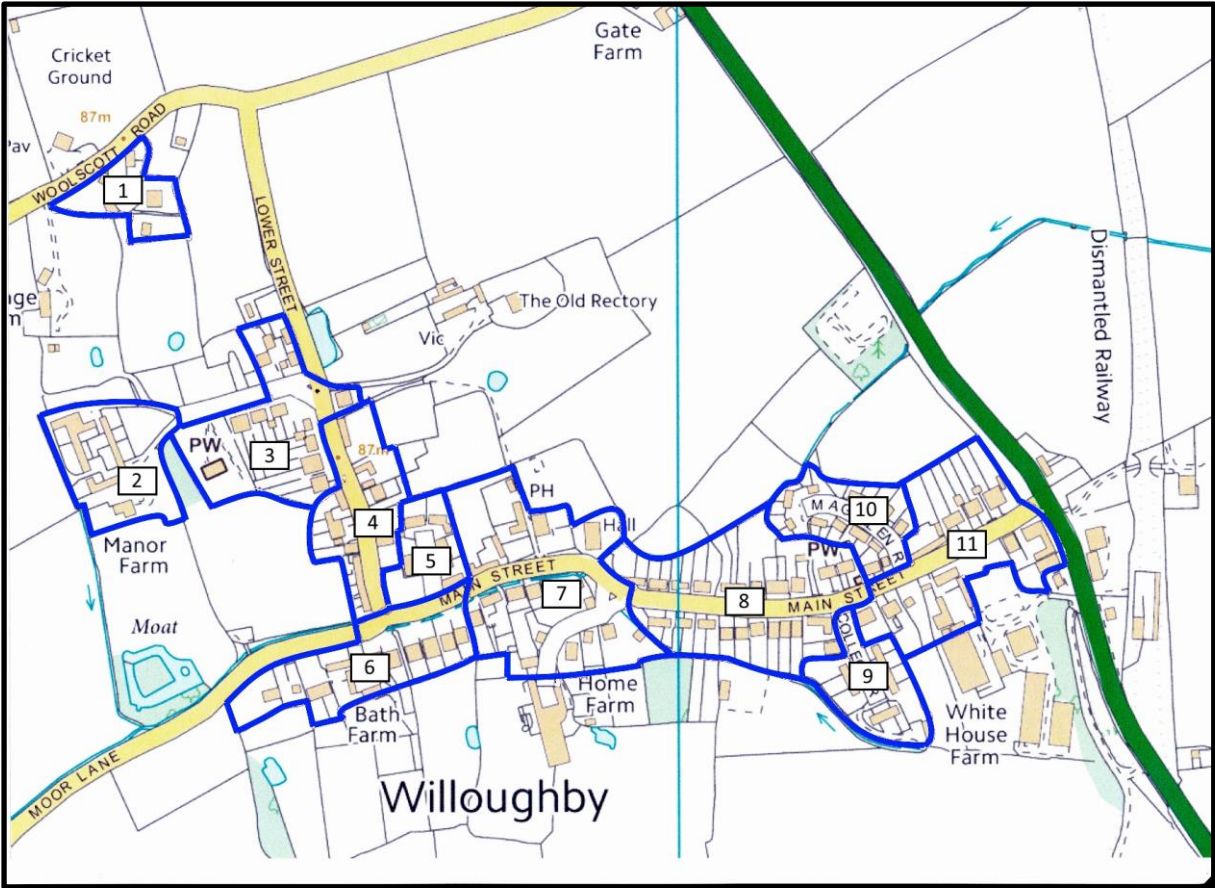 Gate
Farm
Cricket
Ground
87m
WOOLSCOTT ROAD
Pav
1
LOWER STREET
Dismantled Railway
The Old Rectory
Vic
PW
3
2
87m
4
PH
Hall
MAGDALEN R
10
PW
11
5
Manor
Farm
MAIN STREET
7
8
MAIN STREET
Moat
6
COLLEGE R
9
Home
Farm
Bath
Farm
White
House
Farm
MOOR LANE
Willoughby